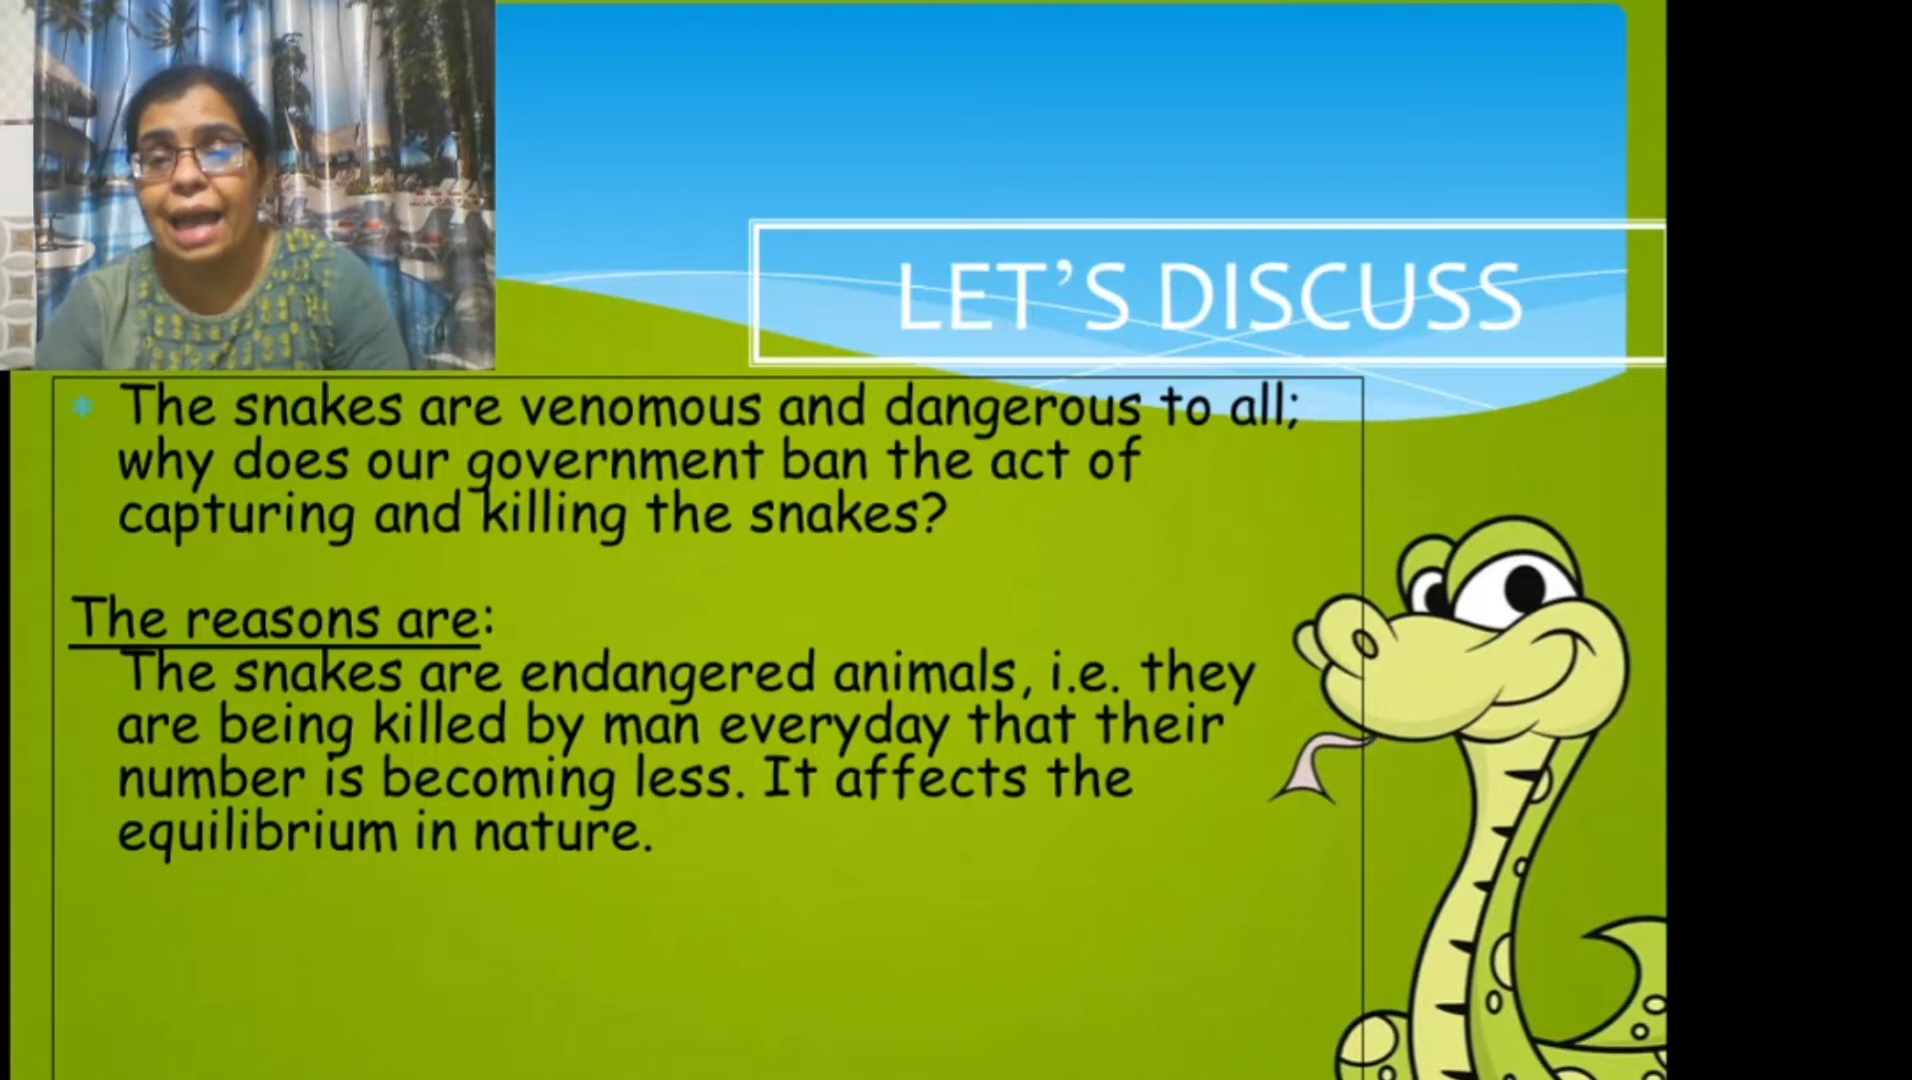 LET'S DISCUSS
* The snakes are venomous and dangerous to all;
why does our government ban the act of
capturing and killing the snakes?
The reasons are:
The snakes are endangered animals, i.e. they
are being killed by man everyday that their
number is becoming less. It affects the
equilibrium in nature.